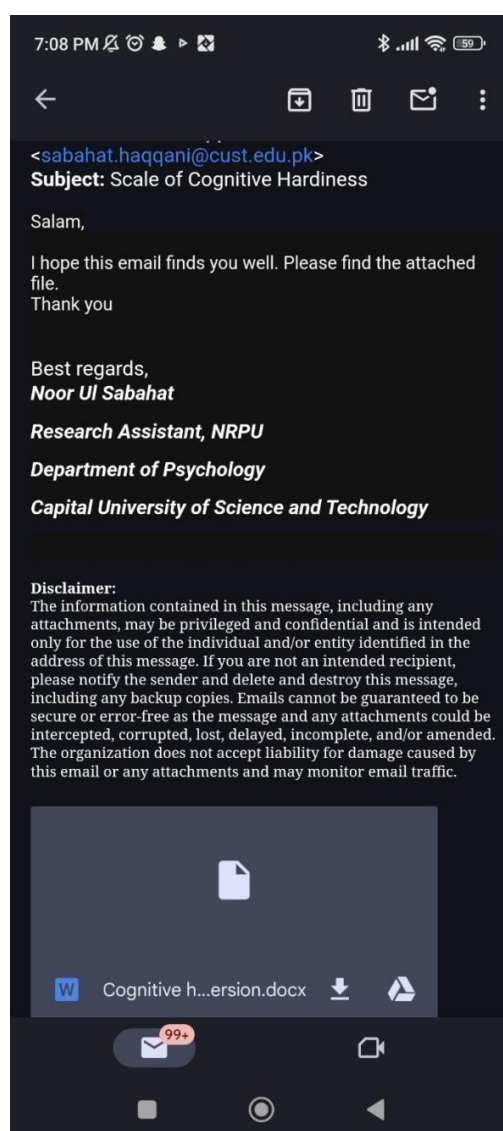 7:08 PM
59
<sabahat.haqqani@cust.edu.pk>
Subject: Scale of Cognitive Hardiness
Salam,
I hope this email finds you well. Please find the attached
file.
Thank you
Best regards,
Noor Ul Sabahat
Research Assistant, NRPU
Department of Psychology
Capital University of Science and Technology
Disclaimer:
The information contained in this message, including any
attachments, may be privileged and confidential and is intended
only for the use of the individual and/or entity identified in the
address of this message. If you are not an intended recipient,
please notify the sender and delete and destroy this message,
including any backup copies. Emails cannot be guaranteed to be
secure or error-free as the message and any attachments could be
intercepted, corrupted, lost, delayed, incomplete, and/or amended.
The organization does not accept liability for damage caused by
this email or any attachments and may monitor email traffic.
W Cognitive h...ersion.docx
99+